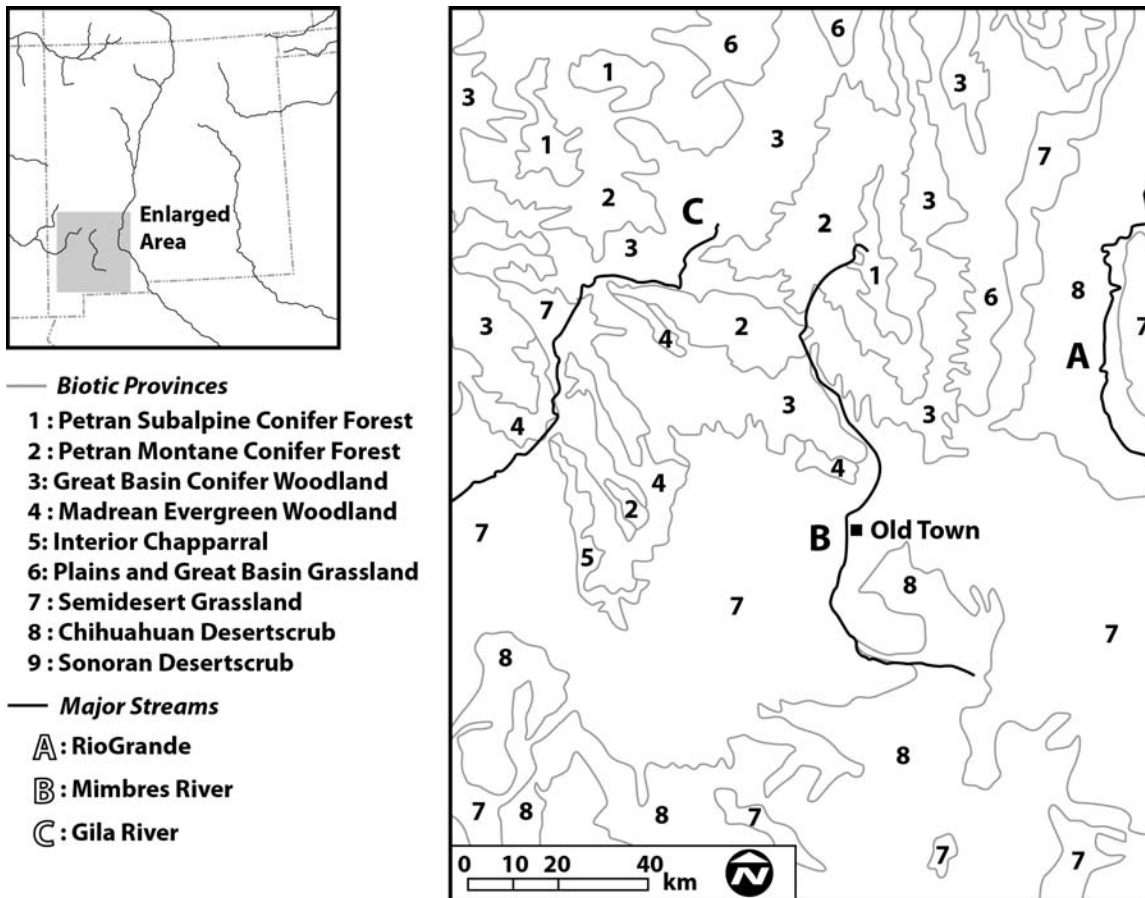 Enlarged
Area
Biotic Provinces
1 : Petran Subalpine Conifer Forest
2 : Petran Montane Conifer Forest
3: Great Basin Conifer Woodland
4 : Madrean Evergreen Woodland
5: Interior Chapparral
6: Plains and Great Basin Grassland
7 : Semidesert Grassland
8 : Chihuahuan Desertscrub
9 : Sonoran Desertscrub
Major Streams
A : RioGrande
B : Mimbres River
C : Gila River
6 6
1 3 3
1 3 7
2 C 2 3
3 1 6 8
7 7
3 4 2 A
4 3 3
4 4
2
7 B Old Town
5 8
7 7
8
8
7 8 8 7
7 7
0 10 20 40
km
N